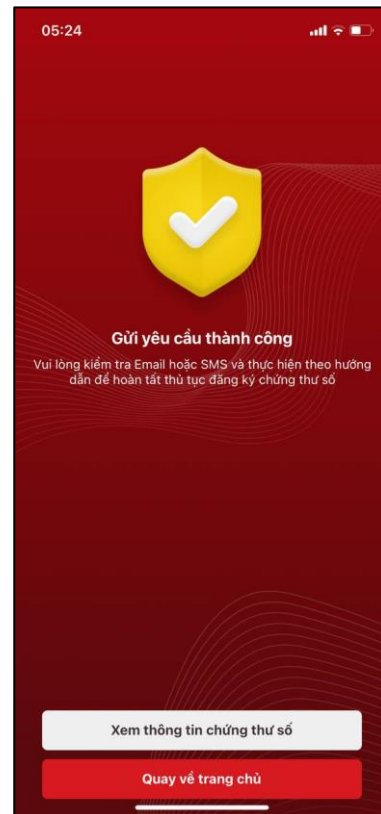 05:24
Gửi yêu cầu thành công
Vui lòng kiểm tra Email hoặc SMS và thực hiện theo hướng
dẫn để hoàn tất thủ tục đăng ký chứng thư số
Xem thông tin chứng thư số
Quay về trang chủ